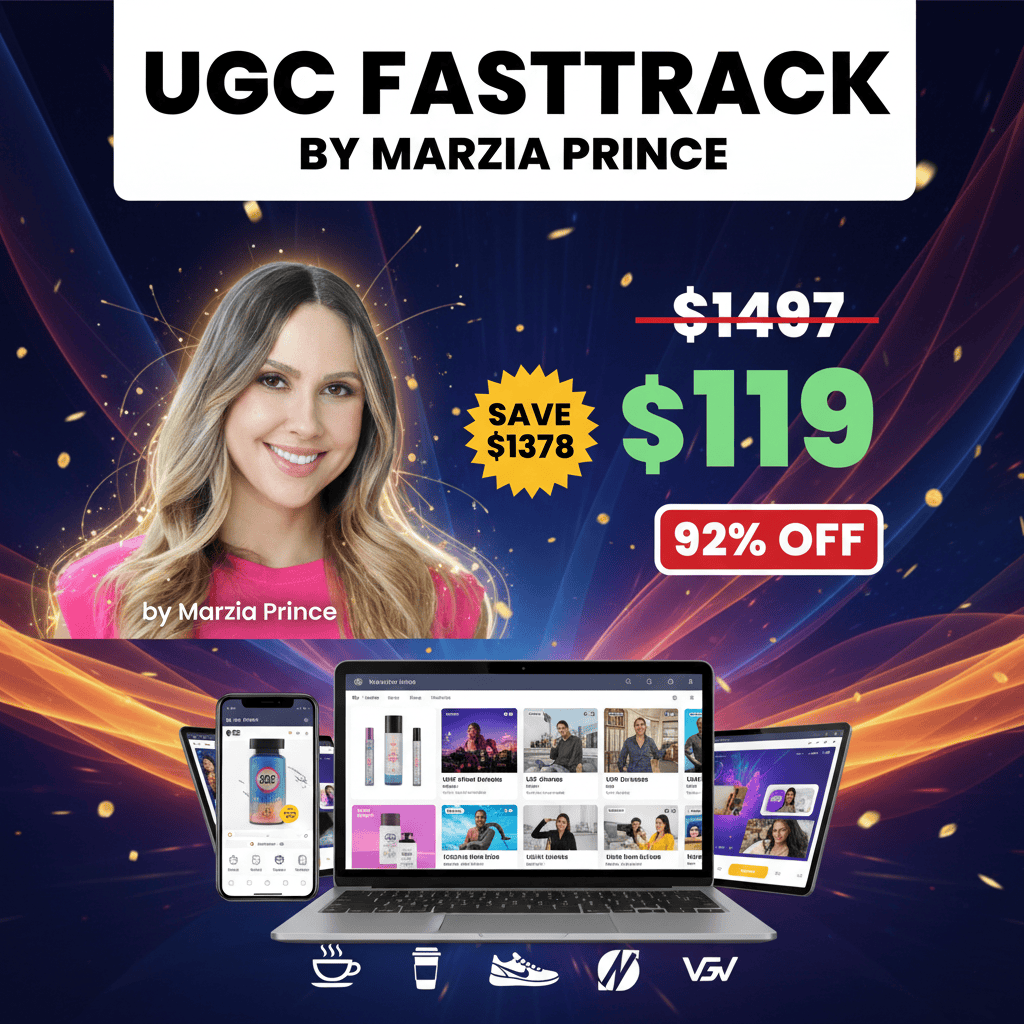 UGC FASTTRACK
BY MARZIA PRINCE
$1497
SAVE
$1378
$119
92% OFF
by Marzia Prince